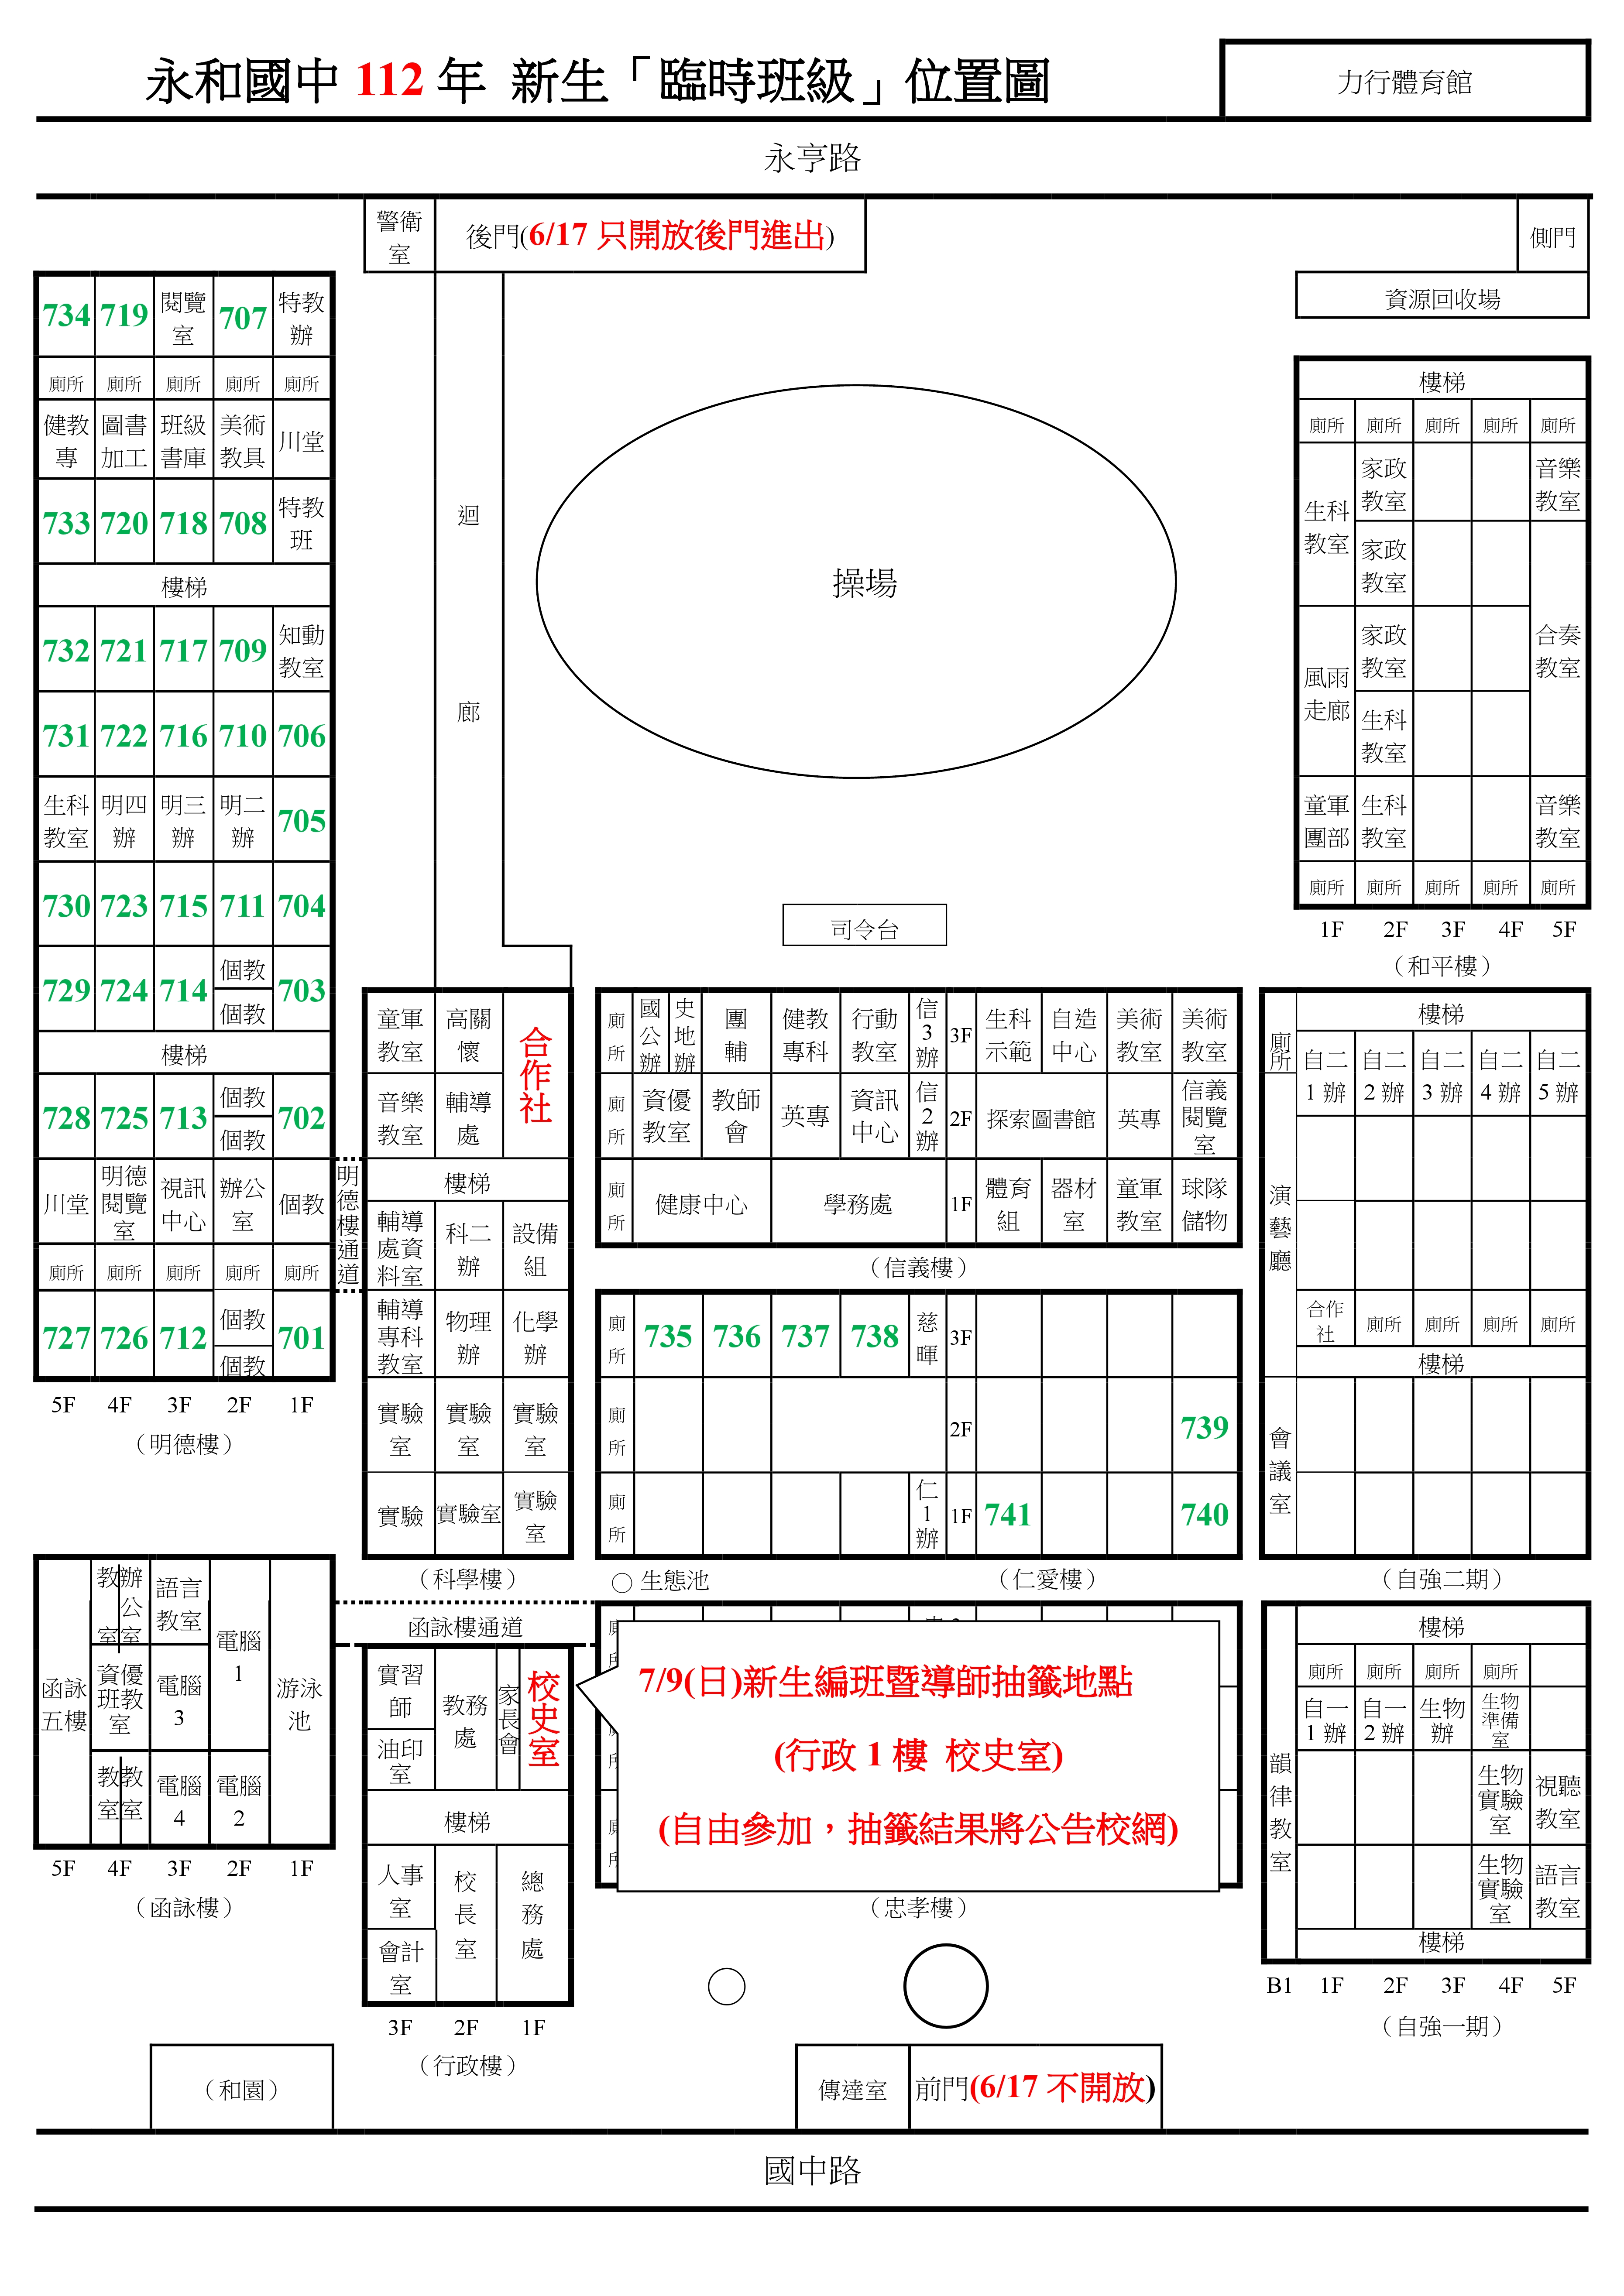 永和國中 112 年 新生「臨時班級」位置圖
力行體育館
永亨路
警衛室
後門(6/17 只開放後門進出)
側門
資源回收場
734 719 閱覽室 707 特教辦
廁所 廁所 廁所 廁所 廁所
健教專 圖書加工 班級書庫 美術教具 川堂
733 720 718 708 特教班
樓梯
732 721 717 709 知動教室
731 722 716 710 706
生科教室 明四辦 明三辦 明二辦 705
730 723 715 711 704
729 724 714 個教 個教 703
樓梯
728 725 713 個教 個教 702
川堂 明德閱覽室 視訊中心 辦公室 個教
廁所 廁所 廁所 廁所 廁所
727 726 712 個教 個教 701
5F 4F 3F 2F 1F
（明德樓）
明德樓通道
迴廊
操場
司令台
樓梯
廁所 廁所 廁所 廁所 廁所
生科教室 家政教室 音樂教室
家政教室
風雨走廊 家政教室 合奏教室
生科教室
童軍團部 生科教室 音樂教室
廁所 廁所 廁所 廁所 廁所
1F 2F 3F 4F 5F
（和平樓）
童軍教室 高關懷 合作社
音樂教室 輔導處
樓梯
輔導處資料室 科二辦 設備組
輔導專科教室 物理辦 化學辦
實驗室 實驗室 實驗室
實驗 實驗室 實驗室
（科學樓）
廁所 國公辦 史地辦 團輔 健教專科 行動教室 信3辦 3F 生科示範 自造中心 美術教室 美術教室
廁所 資優教室 教師會 英專 資訊中心 信2辦 2F 探索圖書館 英專 信義閱覽室
廁所 健康中心 學務處 1F 體育組 器材室 童軍教室 球隊儲物
（信義樓）
廁所 735 736 737 738 慈暉 3F
廁所 2F 739
廁所 仁1辦 1F 741 740
生態池
（仁愛樓）
廁所 樓梯
自二1辦 自二2辦 自二3辦 自二4辦 自二5辦
演藝廳
合作社 廁所 廁所 廁所 廁所
樓梯
會議室
（自強二期）
函詠五樓 教室 辦公室 語言教室 電腦1 游泳池
資優班教室 電腦3
教室 教室 電腦4 電腦2
5F 4F 3F 2F 1F
（函詠樓）
函詠樓通道
實習師 教務處 家長會 校史室
油印室
樓梯
人事室 校長室 總務處
會計室
3F 2F 1F
（行政樓）
7/9(日)新生編班暨導師抽籤地點
(行政 1 樓 校史室)
(自由參加，抽籤結果將公告校網)
（忠孝樓）
樓梯
廁所 廁所 廁所 廁所
自一1辦 自一2辦 生物辦 生物準備室
韻律教室
生物實驗室 視聽教室
生物實驗室 語言教室
樓梯
B1 1F 2F 3F 4F 5F
（自強一期）
（和園）
傳達室
前門(6/17 不開放)
國中路